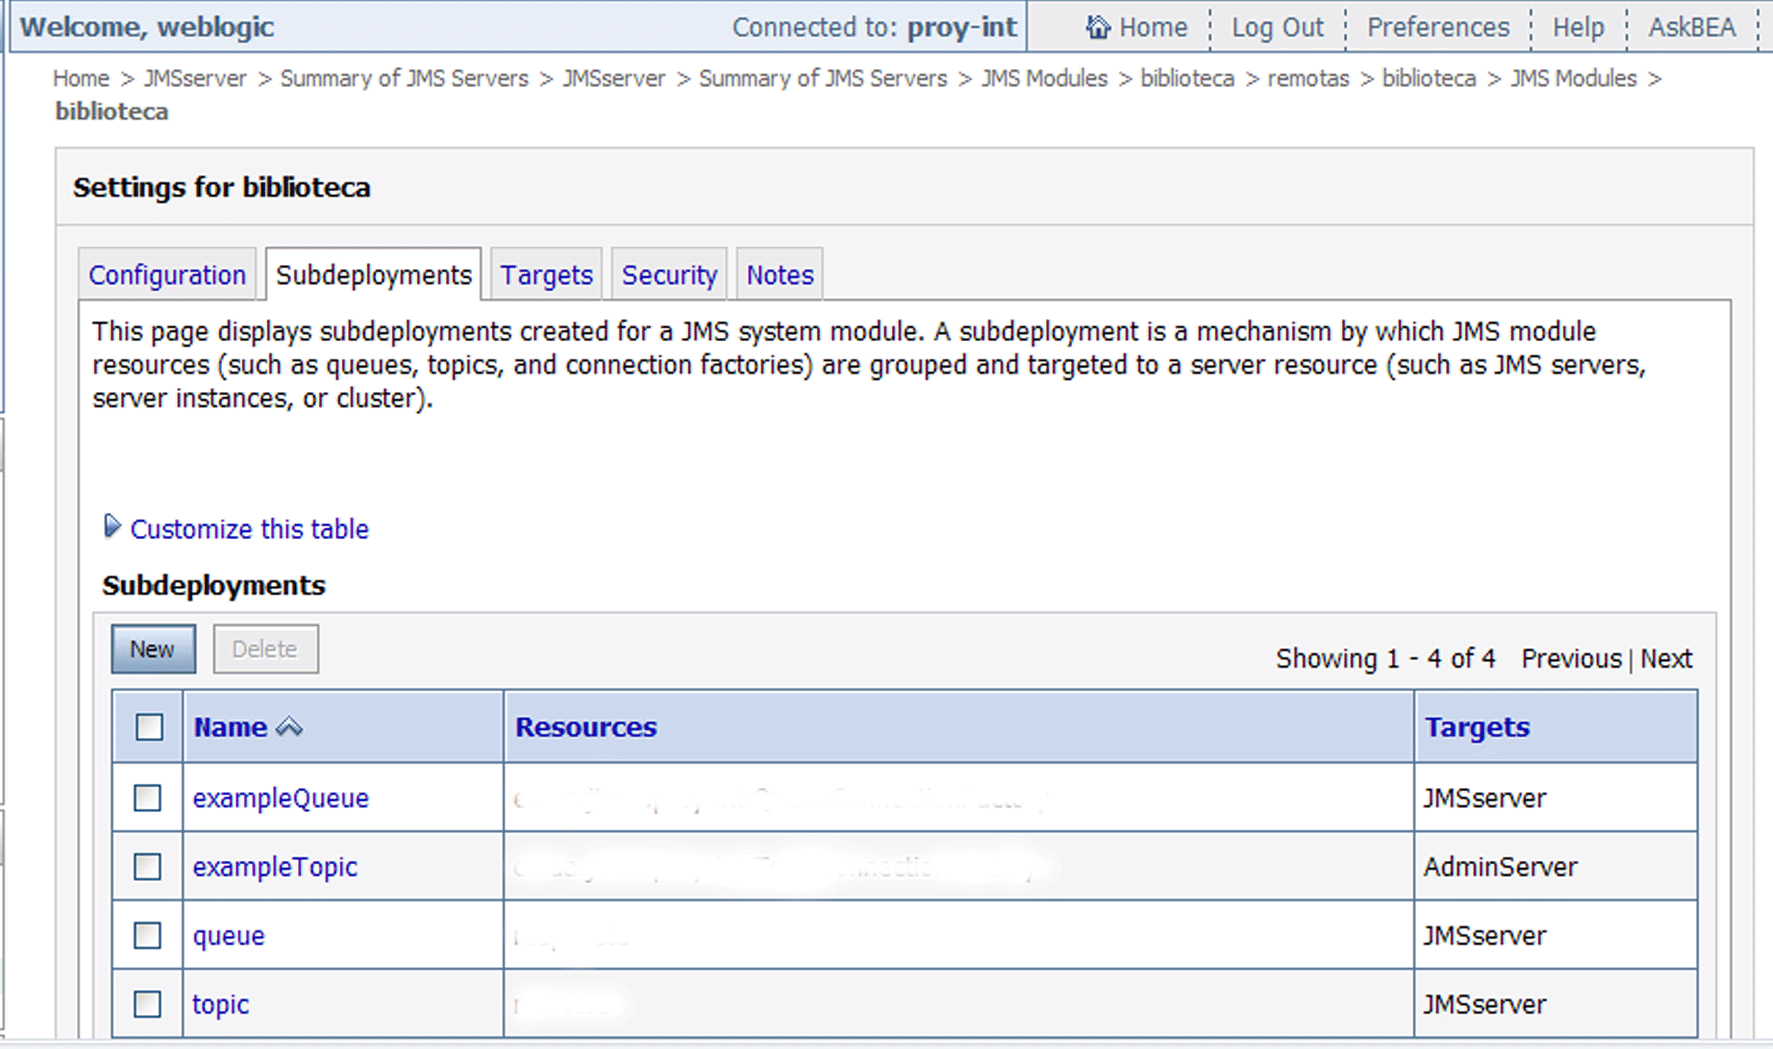 Welcome, weblogic Connected to: proy-int Home Log Out Preferences Help AskBEA
Home > JMSserver > Summary of JMS Servers > JMSserver > Summary of JMS Servers > JMS Modules > biblioteca > remotas > biblioteca > JMS Modules >
biblioteca
Settings for biblioteca
Configuration Subdeployments Targets Security Notes
This page displays subdeployments created for a JMS system module. A subdeployment is a mechanism by which JMS module
resources (such as queues, topics, and connection factories) are grouped and targeted to a server resource (such as JMS servers,
server instances, or cluster).
Customize this table
Subdeployments
New Delete Showing 1 - 4 of 4 Previous | Next
Name Resources Targets
exampleQueue JMSserver
exampleTopic AdminServer
queue JMSserver
topic JMSserver